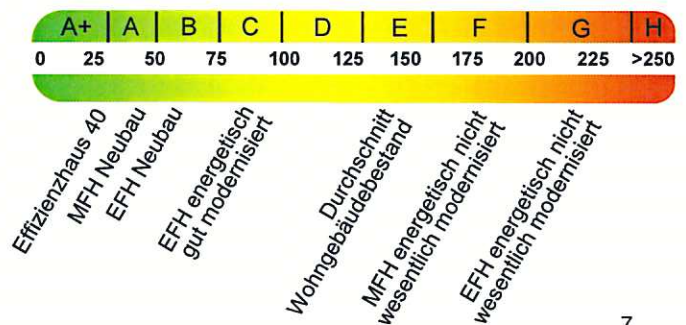 A+ A B C D E F G H
0 25 50 75 100 125 150 175 200 225 >250
Effizienzhaus 40
MFH Neubau
EFH Neubau
EFH energetisch
gut modernisiert
Durchschnitt
Wohngebäudebestand
MFH energetisch nicht
wesentlich modernisiert
EFH energetisch nicht
wesentlich modernisiert
7